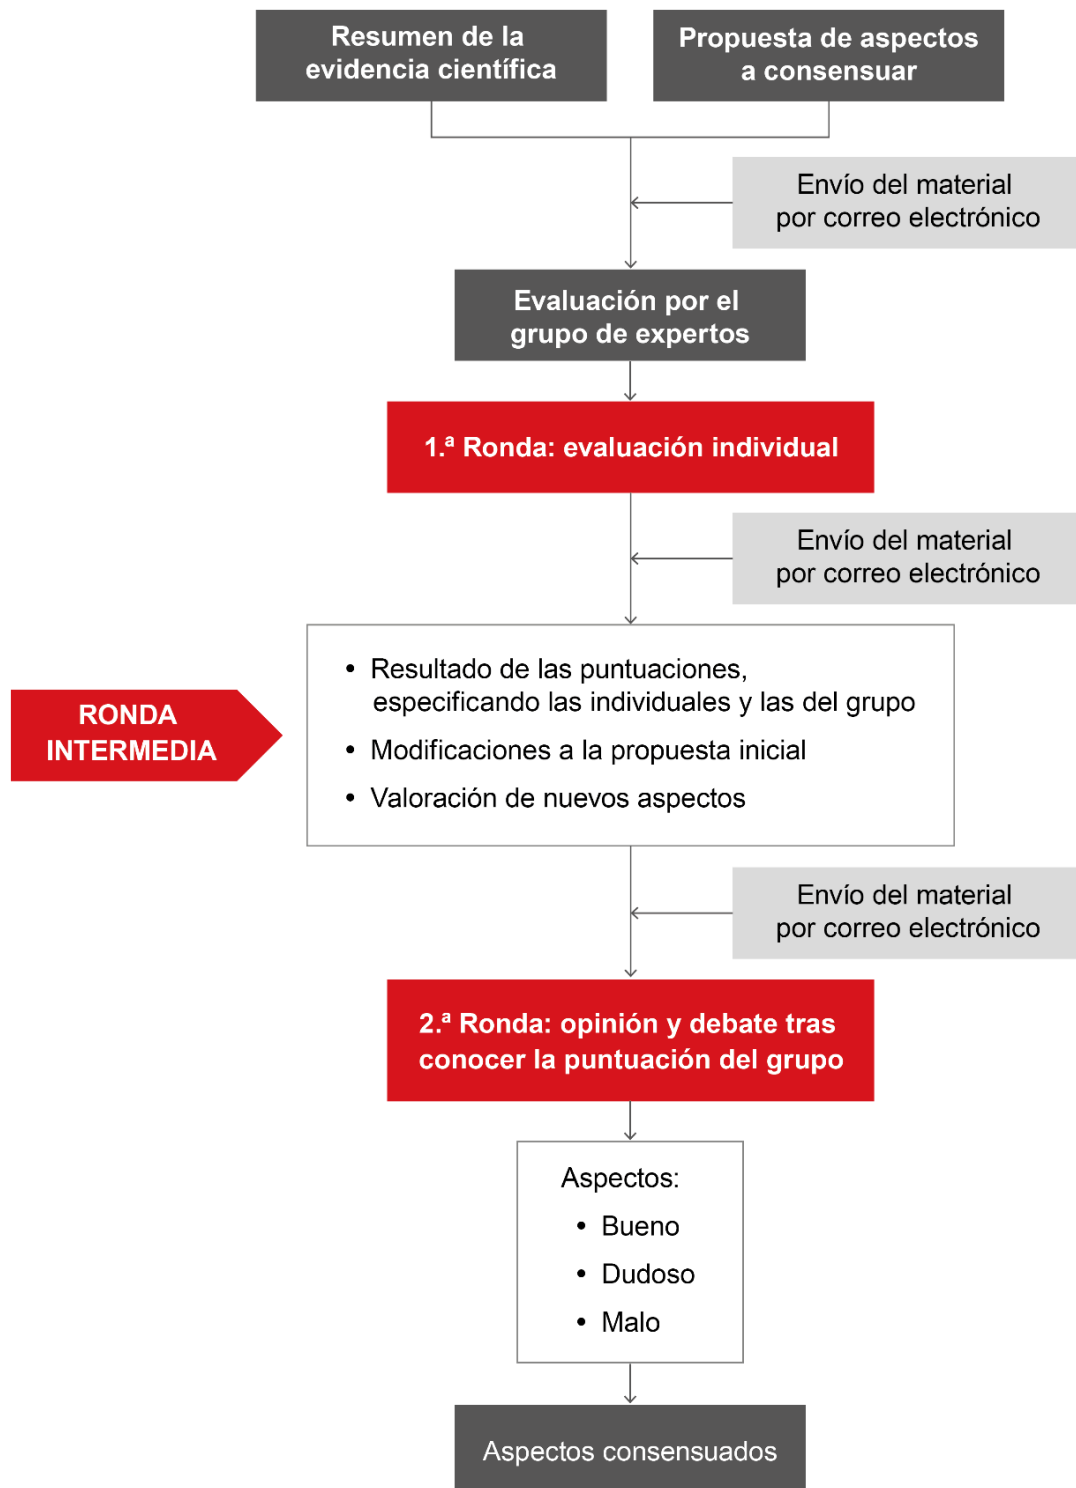 Resumen de la
evidencia científica
Propuesta de aspectos
a consensuar
Envío del material
por correo electrónico
Evaluación por el
grupo de expertos
1.ª Ronda: evaluación individual
Envío del material
por correo electrónico
RONDA
INTERMEDIA
• Resultado de las puntuaciones,
especificando las individuales y las del grupo
• Modificaciones a la propuesta inicial
• Valoración de nuevos aspectos
Envío del material
por correo electrónico
2.ª Ronda: opinión y debate tras
conocer la puntuación del grupo
Aspectos:
• Bueno
• Dudoso
• Malo
Aspectos consensuados